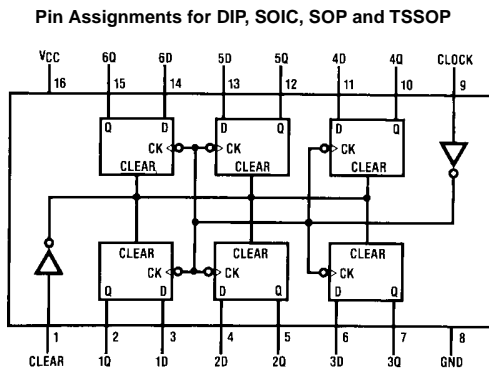 Pin Assignments for DIP, SOIC, SOP and TSSOP
VCC 6Q 6D 5D 5Q 4D 4Q CLOCK
16 15 14 13 12 11 10 9
Q D D Q D Q
CK CK CK
CLEAR CLEAR CLEAR
CLEAR CLEAR CLEAR
CK CK CK
Q D D Q D Q
1 2 3 4 5 6 7 8
CLEAR 1Q 1D 2D 2Q 3D 3Q GND